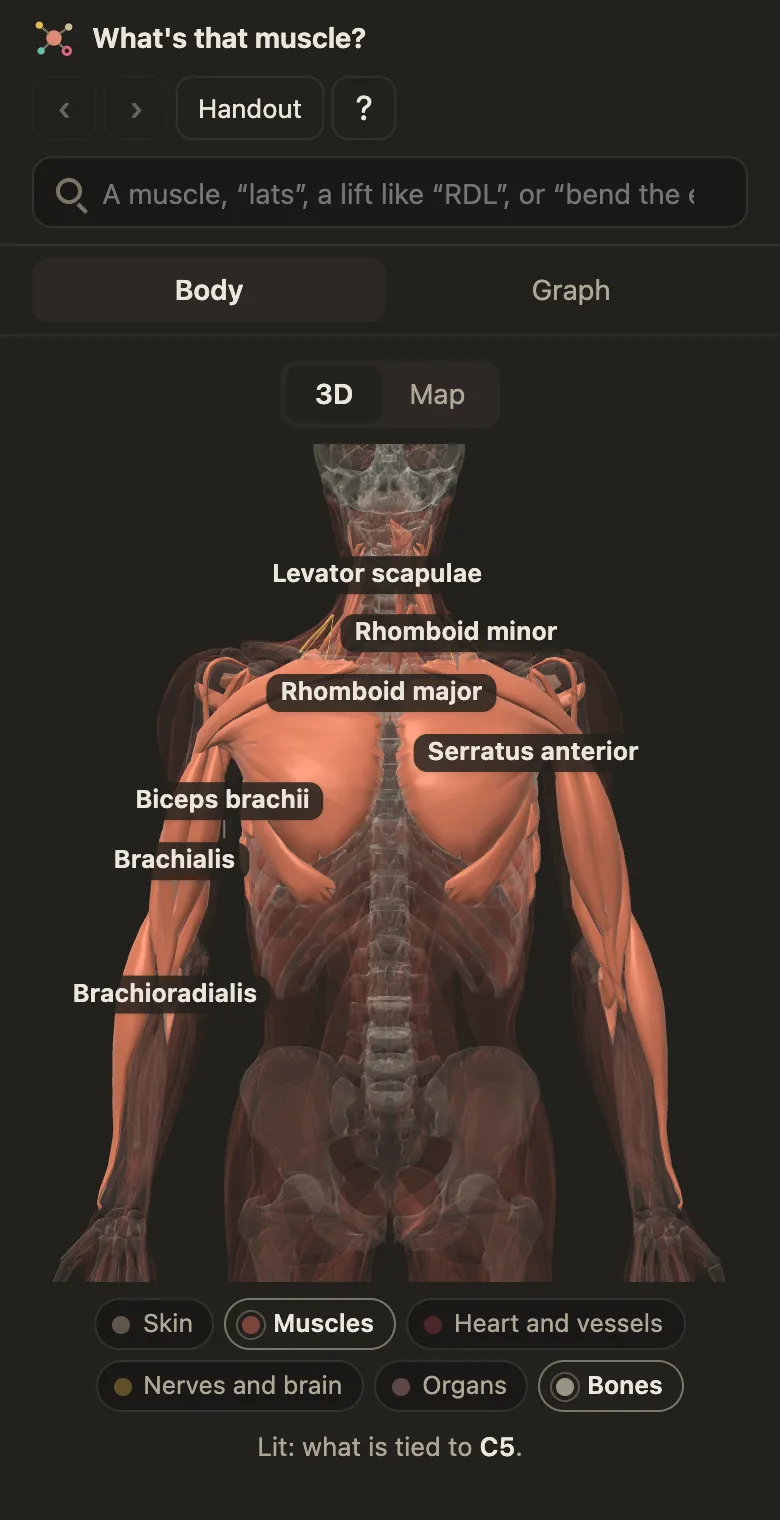 What's that muscle?
‹ › Handout ?
A muscle, “lats”, a lift like “RDL”, or “bend the
Body Graph
3D Map
Levator scapulae
Rhomboid minor
Rhomboid major
Serratus anterior
Biceps brachii
Brachialis
Brachioradialis
Skin Muscles Heart and vessels
Nerves and brain Organs Bones
Lit: what is tied to C5.